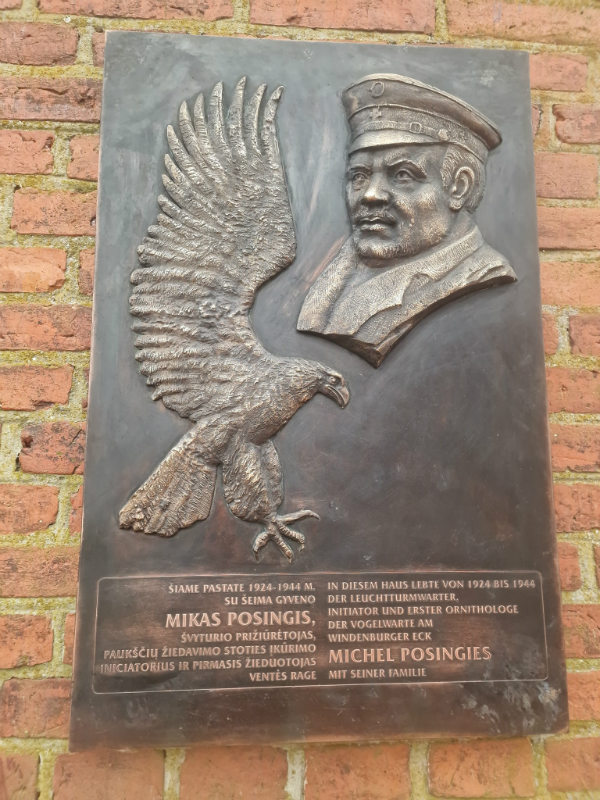 ŠIAME PASTATE 1924-1944 M.
SU ŠEIMA GYVENO
MIKAS POSINGIS,
ŠVYTURIO PRIŽIŪRĖTOJAS,
PAUKŠČIŲ ŽIEDAVIMO STOTIES ĮKŪRIMO
INICIATORIUS IR PIRMASIS ŽIEDUOTOJAS
VENTĖS RAGE
IN DIESEM HAUS LEBTE VON 1924 BIS 1944
DER LEUCHTTURMWARTER,
INITIATOR UND ERSTER ORNITHOLOGE
DER VOGELWARTE AM
WINDENBURGER ECK
MICHEL POSINGIES
MIT SEINER FAMILIE